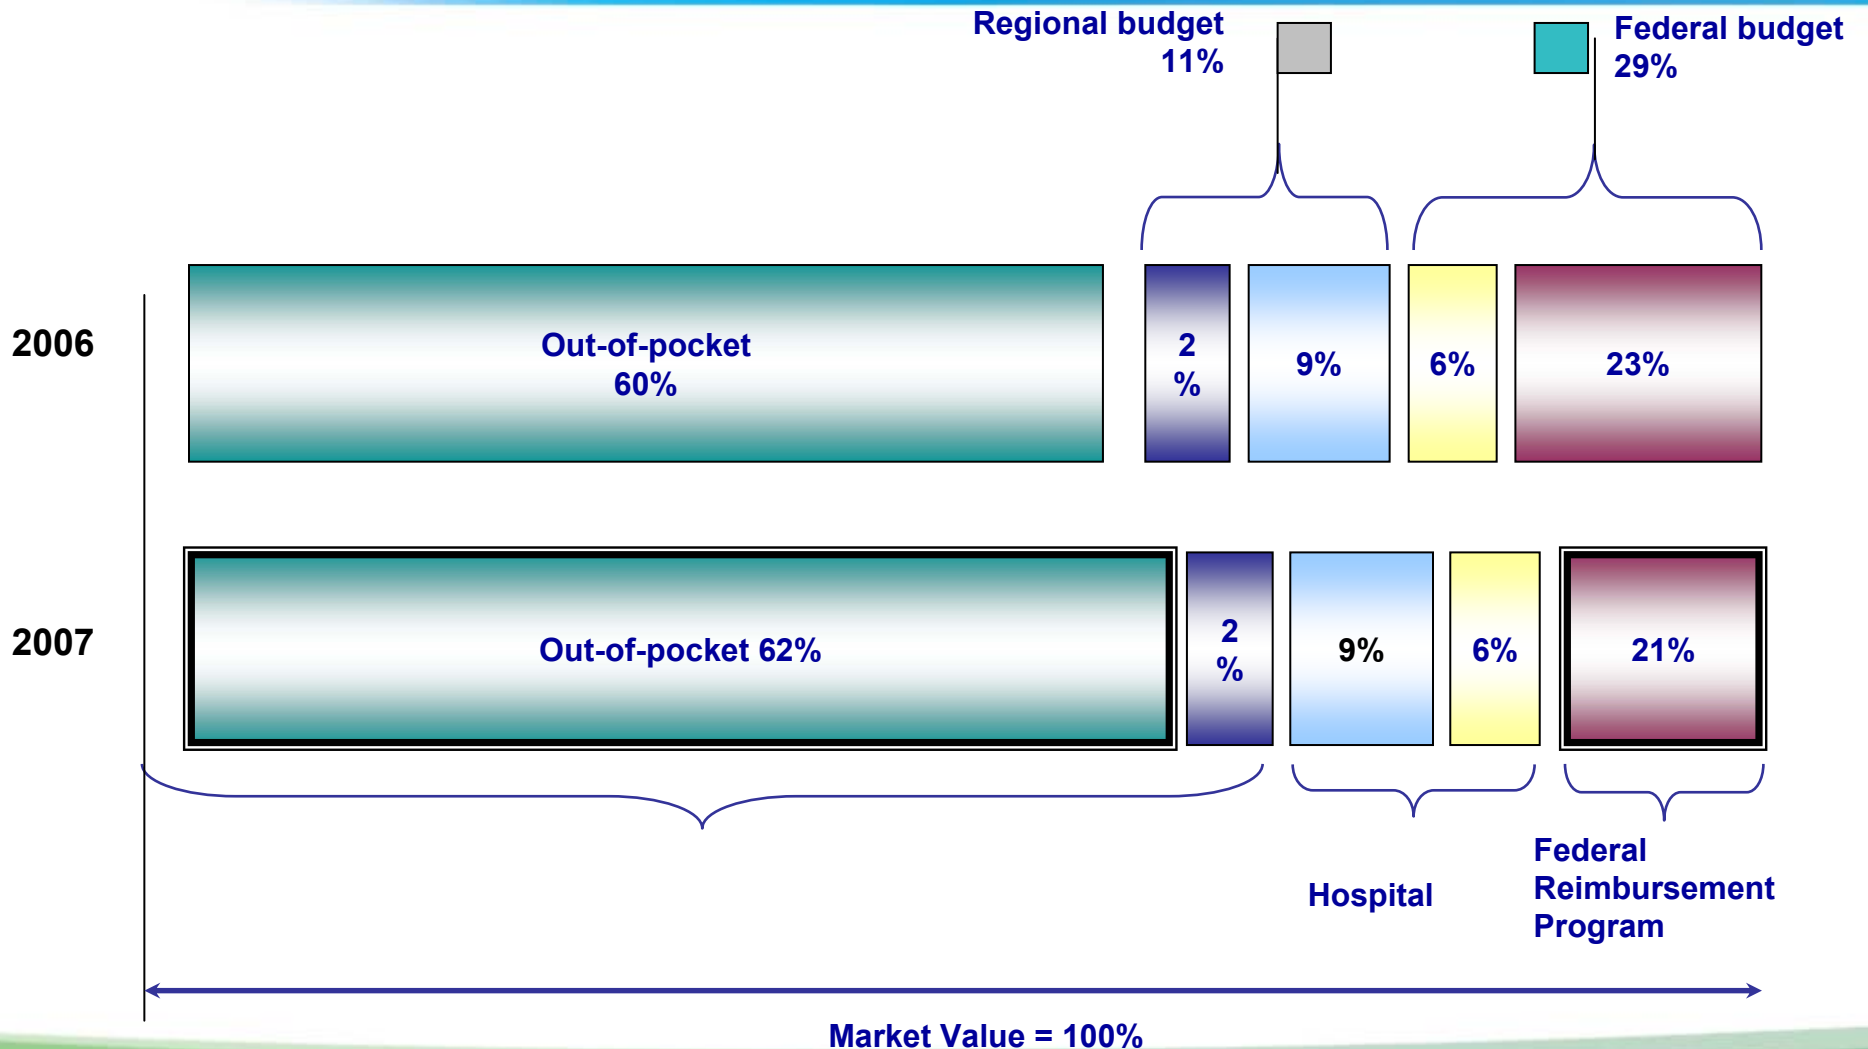 Regional budget
11%
Federal budget
29%
2006
Out-of-pocket
60%
2
%
9%
6%
23%
2007
Out-of-pocket 62%
2
%
9%
6%
21%
Hospital
Federal
Reimbursement
Program
Market Value = 100%